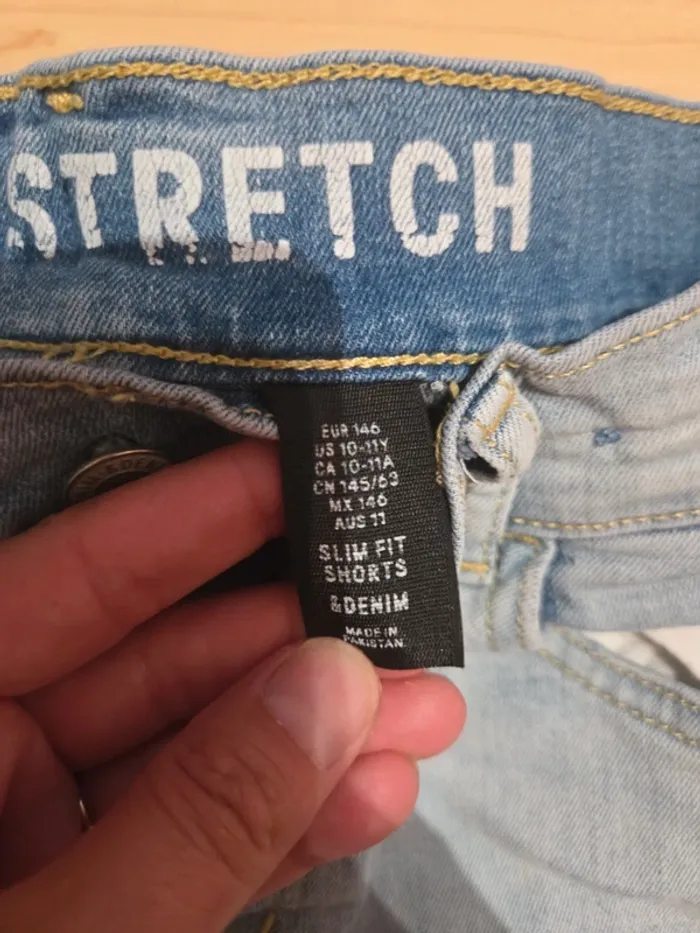 STRETCH
EUR 146
US 10-11Y
CA 10-11A
CN 145/63
MX 146
AUS 11
SLIM FIT
SHORTS
&DENIM
MADE IN
PAKISTAN